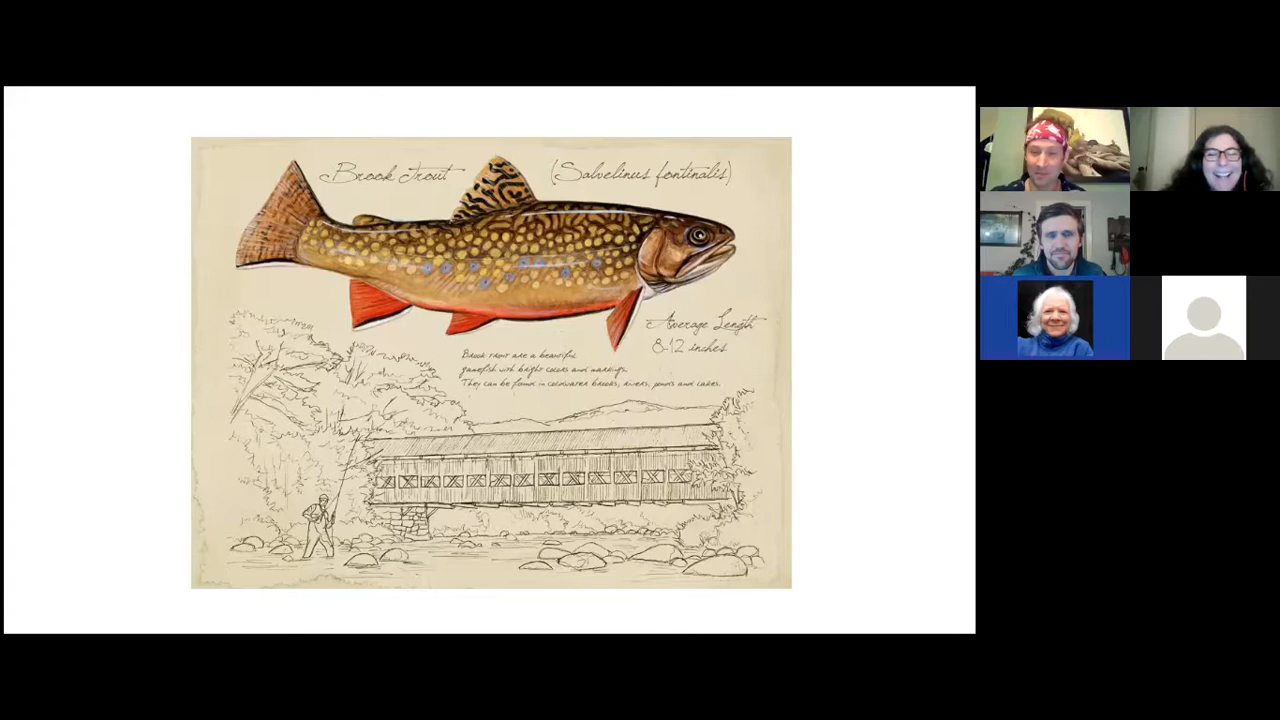 Brook trout
(Salvelinus fontinalis)
Average Length
8-12 inches
Brook trout are a beautiful
gamefish with bright colors and markings.
They can be found in coldwater brooks, rivers, ponds and lakes.